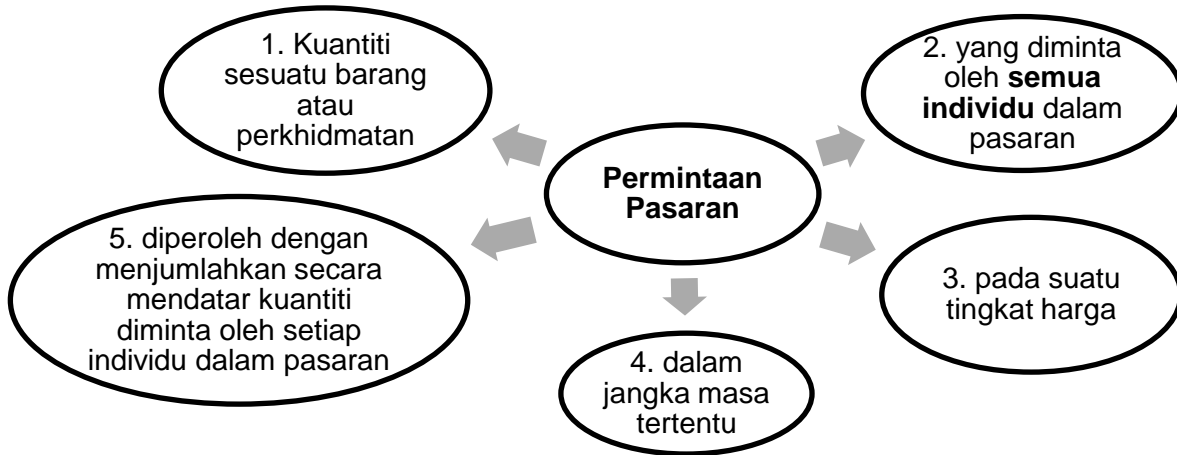 1. Kuantiti
sesuatu barang
atau
perkhidmatan
2. yang diminta
oleh semua
individu dalam
pasaran
Permintaan
Pasaran
5. diperoleh dengan
menjumlahkan secara
mendatar kuantiti
diminta oleh setiap
individu dalam pasaran
3. pada suatu
tingkat harga
4. dalam
jangka masa
tertentu